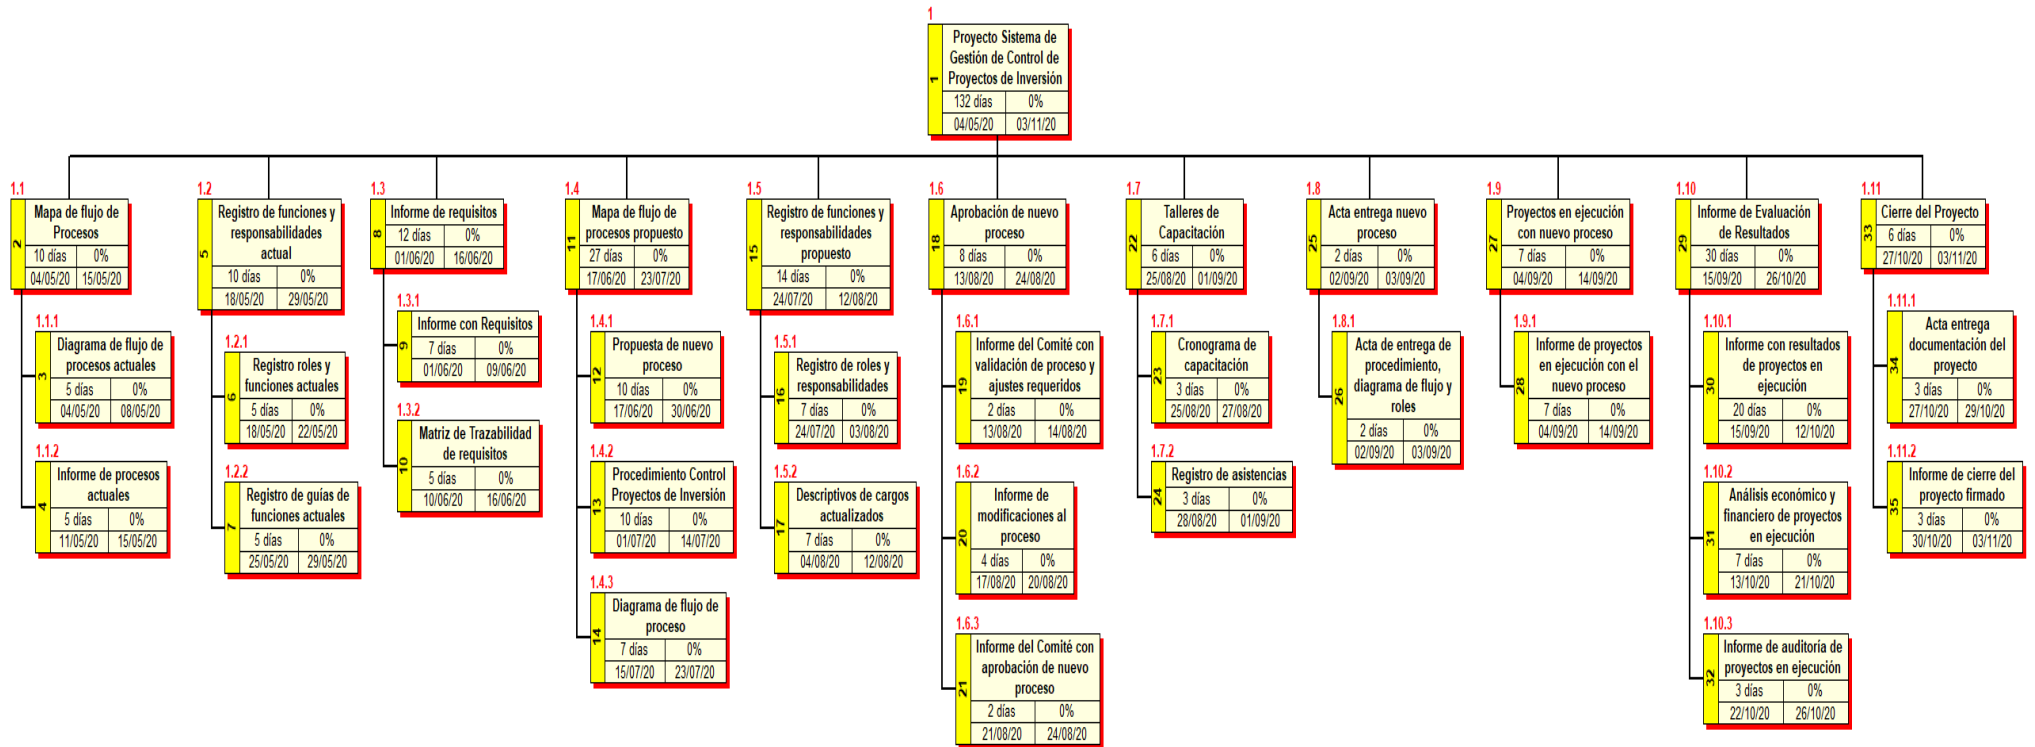 1
1
Proyecto Sistema de
Gestión de Control de
Proyectos de Inversión
132 días 0%
04/05/20 03/11/20
1.1
2
Mapa de flujo de
Procesos
10 días 0%
04/05/20 15/05/20
1.1.1
3
Diagrama de flujo de
procesos actuales
5 días 0%
04/05/20 08/05/20
1.1.2
4
Informe de procesos
actuales
5 días 0%
11/05/20 15/05/20
1.2
5
Registro de funciones y
responsabilidades
actual
10 días 0%
18/05/20 29/05/20
1.2.1
6
Registro roles y
funciones actuales
5 días 0%
18/05/20 22/05/20
1.2.2
7
Registro de guías de
funciones actuales
5 días 0%
25/05/20 29/05/20
1.3
8
Informe de requisitos
12 días 0%
01/06/20 16/06/20
1.3.1
9
Informe con Requisitos
7 días 0%
01/06/20 09/06/20
1.3.2
10
Matriz de Trazabilidad
de requisitos
5 días 0%
10/06/20 16/06/20
1.4
11
Mapa de flujo de
procesos propuesto
27 días 0%
17/06/20 23/07/20
1.4.1
12
Propuesta de nuevo
proceso
10 días 0%
17/06/20 30/06/20
1.4.2
13
Procedimiento Control
Proyectos de Inversión
10 días 0%
01/07/20 14/07/20
1.4.3
14
Diagrama de flujo de
proceso
7 días 0%
15/07/20 23/07/20
1.5
15
Registro de funciones y
responsabilidades
propuesto
14 días 0%
24/07/20 12/08/20
1.5.1
16
Registro de roles y
responsabilidades
7 días 0%
24/07/20 03/08/20
1.5.2
17
Descriptivos de cargos
actualizados
7 días 0%
04/08/20 12/08/20
1.6
18
Aprobación de nuevo
proceso
8 días 0%
13/08/20 24/08/20
1.6.1
19
Informe del Comité con
validación de proceso y
ajustes requeridos
2 días 0%
13/08/20 14/08/20
1.6.2
20
Informe de
modificaciones al
proceso
4 días 0%
17/08/20 20/08/20
1.6.3
21
Informe del Comité con
aprobación de nuevo
proceso
2 días 0%
21/08/20 24/08/20
1.7
22
Talleres de
Capacitación
6 días 0%
25/08/20 01/09/20
1.7.1
23
Cronograma de
capacitación
3 días 0%
25/08/20 27/08/20
1.7.2
24
Registro de asistencias
3 días 0%
28/08/20 01/09/20
1.8
25
Acta entrega nuevo
proceso
2 días 0%
02/09/20 03/09/20
1.8.1
26
Acta de entrega de
procedimiento,
diagrama de flujo y
roles
2 días 0%
02/09/20 03/09/20
1.9
27
Proyectos en ejecución
con nuevo proceso
7 días 0%
04/09/20 14/09/20
1.9.1
28
Informe de proyectos
en ejecución con el
nuevo proceso
7 días 0%
04/09/20 14/09/20
1.10
29
Informe de Evaluación
de Resultados
30 días 0%
15/09/20 26/10/20
1.10.1
30
Informe con resultados
de proyectos en
ejecución
20 días 0%
15/09/20 12/10/20
1.10.2
31
Análisis económico y
financiero de proyectos
en ejecución
7 días 0%
13/10/20 21/10/20
1.10.3
32
Informe de auditoría de
proyectos en ejecución
3 días 0%
22/10/20 26/10/20
1.11
33
Cierre del Proyecto
6 días 0%
27/10/20 03/11/20
1.11.1
34
Acta entrega
documentación del
proyecto
3 días 0%
27/10/20 29/10/20
1.11.2
35
Informe de cierre del
proyecto firmado
3 días 0%
30/10/20 03/11/20